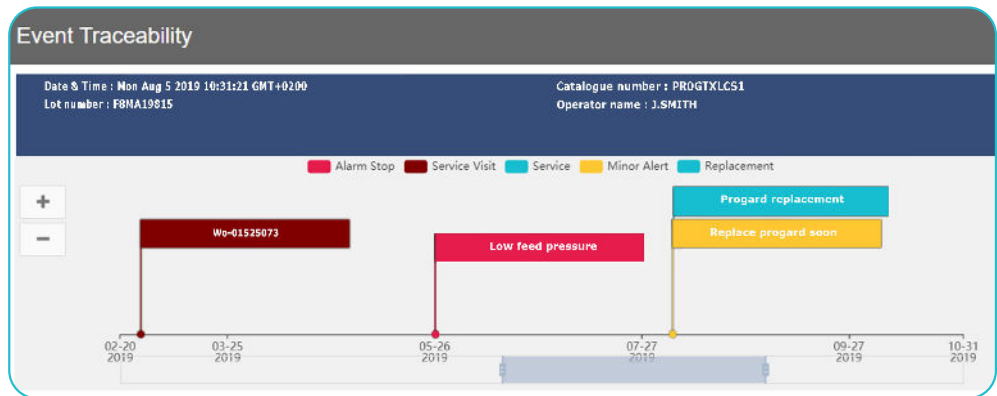 Event Traceability
Date & Time : Mon Aug 5 2019 10:31:21 GMT+0200
Catalogue number : PROGTXLCS1
Lot number : F8MA19815
Operator name : J.SMITH
Alarm Stop Service Visit Service Minor Alert Replacement
+
Progard replacement
−
Wo-01525073
Replace progard soon
Low feed pressure
02-20 03-25 05-26 07-27 09-27 10-31
2019 2019 2019 2019 2019 2019